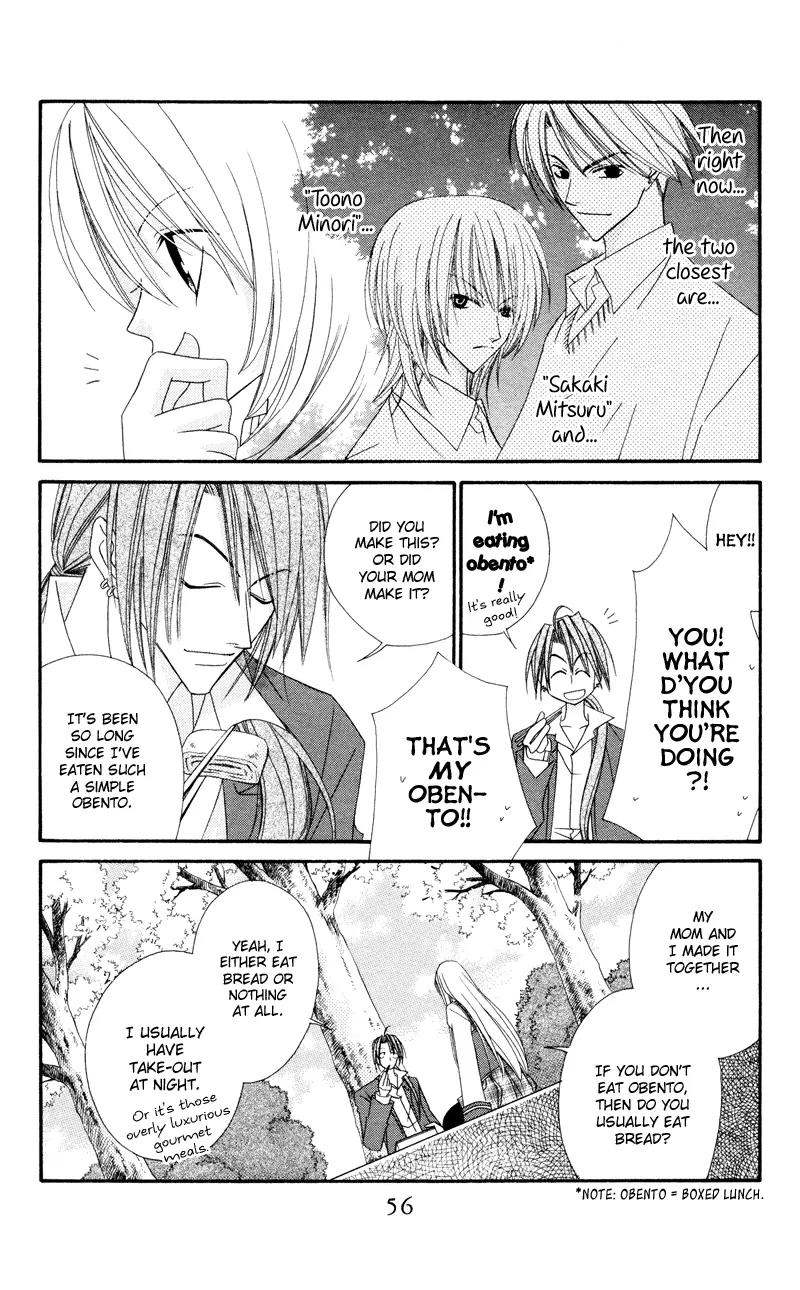 Then
right
now...
the two
closest
are...
"Sakaki
Mitsuru"
and...
"Toono
Minori"...
HEY!!
YOU!
WHAT
D'YOU
THINK
YOU'RE
DOING
?!
I'm
eating
obento*
!
It's really
good!
THAT'S
MY
OBEN-
TO!!
DID YOU
MAKE THIS?
OR DID
YOUR MOM
MAKE IT?
IT'S BEEN
SO LONG
SINCE I'VE
EATEN SUCH
A SIMPLE
OBENTO.
MY
MOM AND
I MADE IT
TOGETHER
...
IF YOU DON'T
EAT OBENTO,
THEN DO YOU
USUALLY EAT
BREAD?
YEAH, I
EITHER EAT
BREAD OR
NOTHING
AT ALL.
I USUALLY
HAVE
TAKE-OUT
AT NIGHT.
Or it's those
overly luxurious
gourmet
meals.
*NOTE: OBENTO = BOXED LUNCH.
56